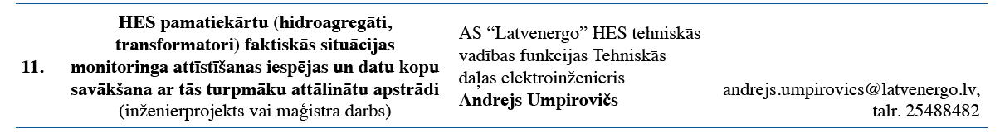 11.
HES pamatiekārtu (hidroagregāti,
transformatori) faktiskās situācijas
monitoringa attīstīšanas iespējas un datu kopu
savākšana ar tās turpmāku attālinātu apstrādi
(inženierprojekts vai maģistra darbs)
AS “Latvenergo” HES tehniskās
vadības funkcijas Tehniskās
daļas elektroinženieris
Andrejs Umpirovičs
andrejs.umpirovics@latvenergo.lv,
tālr. 25488482